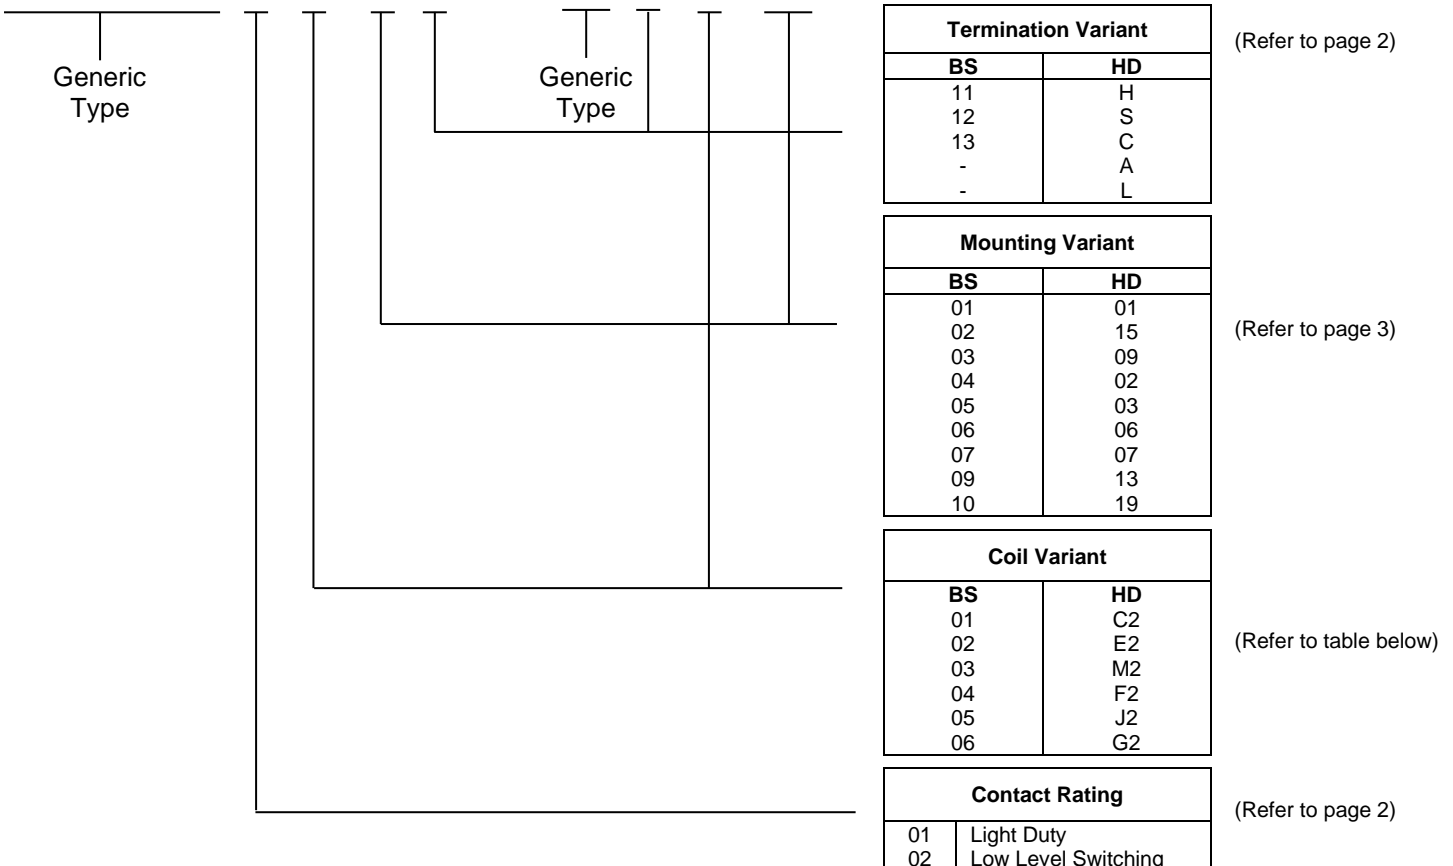 Generic
Type
Generic
Type
Termination Variant
(Refer to page 2)
BS HD
11 H
12 S
13 C
- A
- L
Mounting Variant
BS HD
01 01
02 15
(Refer to page 3)
03 09
04 02
05 03
06 06
07 07
09 13
10 19
Coil Variant
BS HD
01 C2
02 E2
(Refer to table below)
03 M2
04 F2
05 J2
06 G2
Contact Rating
(Refer to page 2)
01 Light Duty
02 Low Level Switching